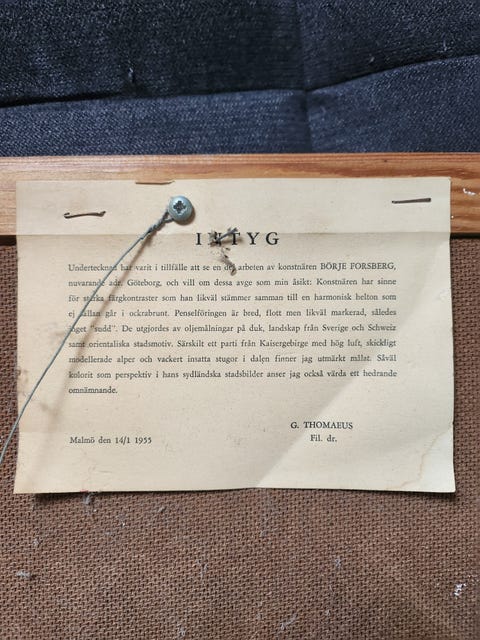 INTYG
Undertecknad har varit i tillfälle att se en del arbeten av konstnären BÖRJE FORSBERG,
nuvarande adr. Göteborg, och vill om dessa avge som min åsikt: Konstnären har sinne
för starka färgkontraster som han likväl stämmer samman till en harmonisk helton som
ej sällan går i ockrabrunt. Penselföringen är bred, flott men likväl markerad, således
inget "sudd". De utgjordes av oljemålningar på duk, landskap från Sverige och Schweiz
samt orientaliska stadsmotiv. Särskilt ett parti från Kaisergebirge med hög luft, skickligt
modellerade alper och vackert insatta stugor i dalen finner jag utmärkt målat. Såväl
kolorit som perspektiv i hans sydländska stadsbilder anser jag också värda ett hedrande
omnämnande.
G. THOMAEUS
Malmö den 14/1 1955 Fil. dr.